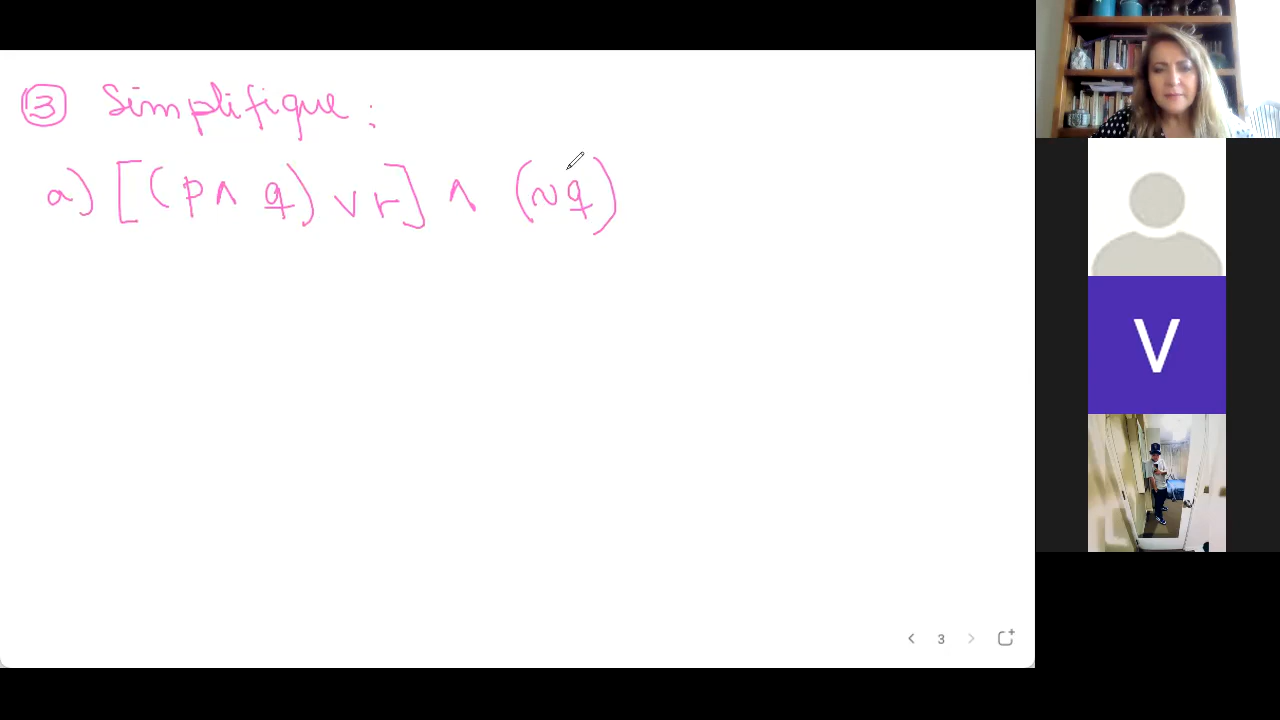 ③ Simplifique:
a) [(p ∧ q) ∨ r] ∧ (~q)
V
3